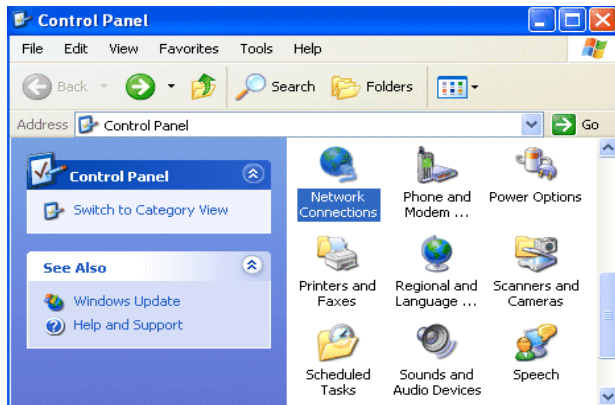 Control Panel
File Edit View Favorites Tools Help
Back Search Folders
Address Control Panel Go
Control Panel
Switch to Category View
See Also
Windows Update
Help and Support
Network
Connections
Phone and
Modem ...
Power Options
Printers and
Faxes
Regional and
Language ...
Scanners and
Cameras
Scheduled
Tasks
Sounds and
Audio Devices
Speech